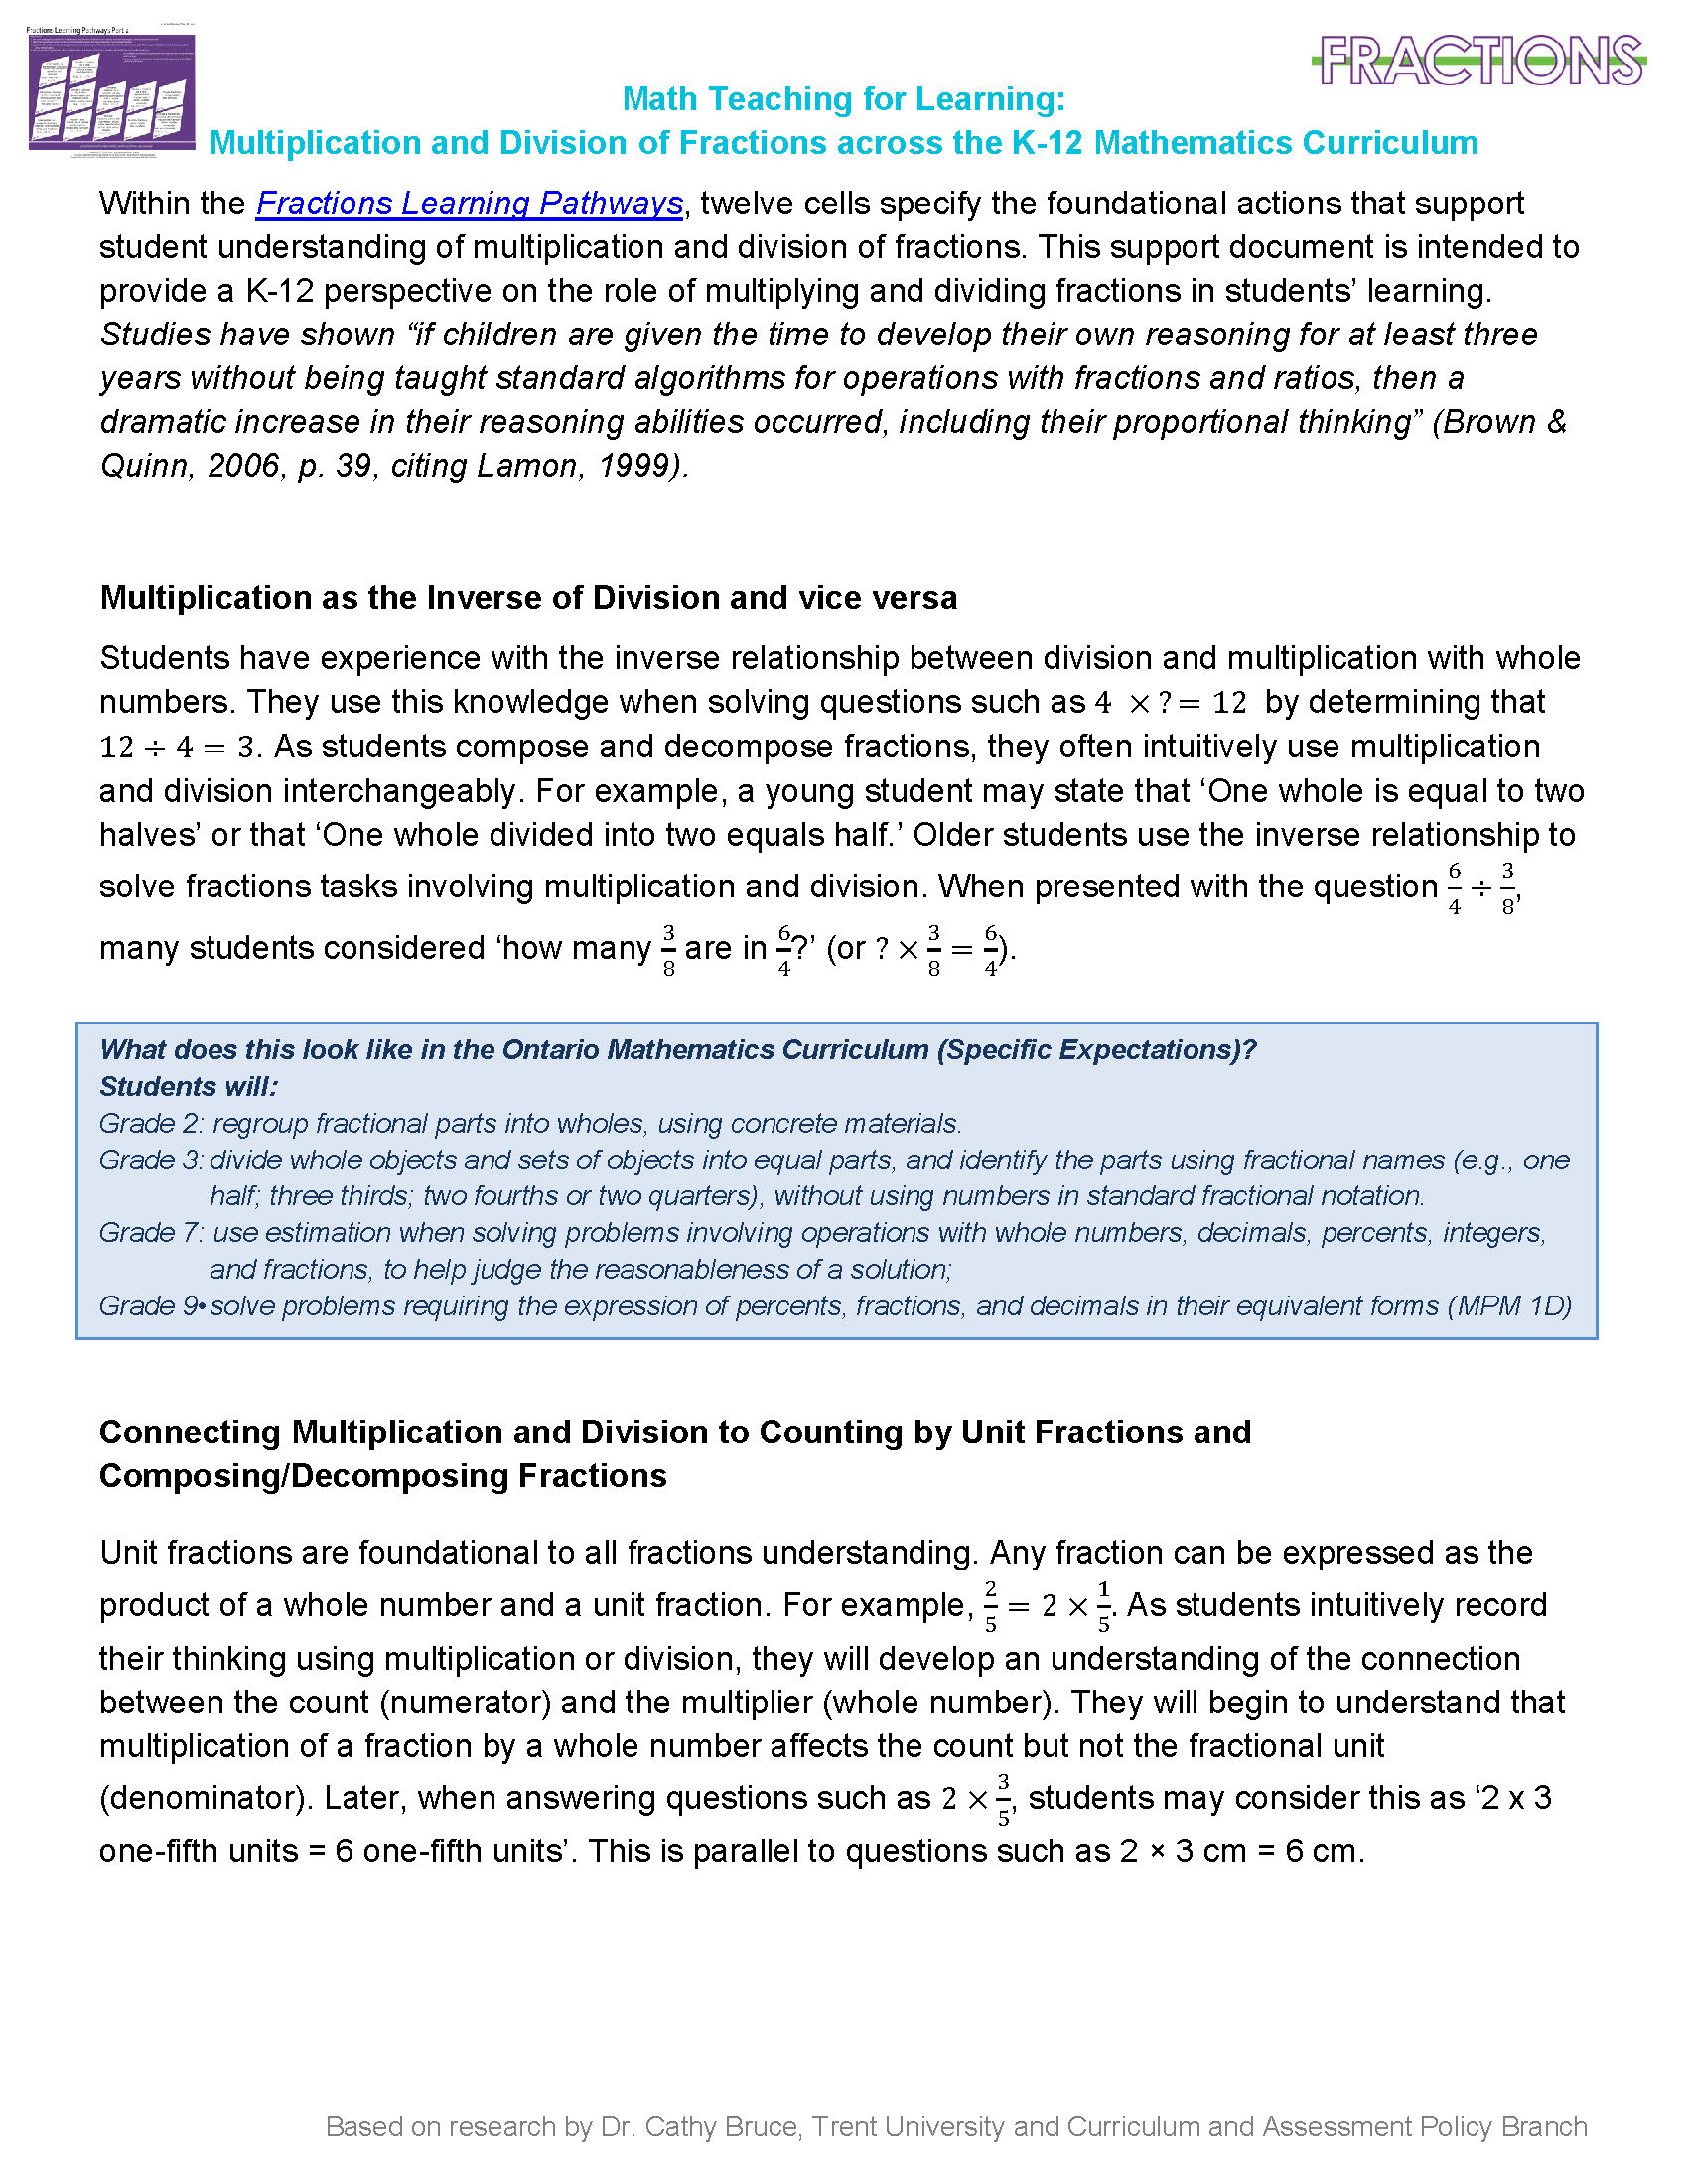 Fractions Learning Pathways Part 2
FRACTIONS
Math Teaching for Learning:
Multiplication and Division of Fractions across the K-12 Mathematics Curriculum
Within the Fractions Learning Pathways, twelve cells specify the foundational actions that support
student understanding of multiplication and division of fractions. This support document is intended to
provide a K-12 perspective on the role of multiplying and dividing fractions in students’ learning.
Studies have shown “if children are given the time to develop their own reasoning for at least three
years without being taught standard algorithms for operations with fractions and ratios, then a
dramatic increase in their reasoning abilities occurred, including their proportional thinking” (Brown &
Quinn, 2006, p. 39, citing Lamon, 1999).
Multiplication as the Inverse of Division and vice versa
Students have experience with the inverse relationship between division and multiplication with whole
numbers. They use this knowledge when solving questions such as 4 × ? = 12 by determining that
12 ÷ 4 = 3. As students compose and decompose fractions, they often intuitively use multiplication
and division interchangeably. For example, a young student may state that ‘One whole is equal to two
halves’ or that ‘One whole divided into two equals half.’ Older students use the inverse relationship to
solve fractions tasks involving multiplication and division. When presented with the question 6/4 ÷ 3/8,
many students considered ‘how many 3/8 are in 6/4?’ (or ? × 3/8 = 6/4).
What does this look like in the Ontario Mathematics Curriculum (Specific Expectations)?
Students will:
Grade 2: regroup fractional parts into wholes, using concrete materials.
Grade 3: divide whole objects and sets of objects into equal parts, and identify the parts using fractional names (e.g., one
half; three thirds; two fourths or two quarters), without using numbers in standard fractional notation.
Grade 7: use estimation when solving problems involving operations with whole numbers, decimals, percents, integers,
and fractions, to help judge the reasonableness of a solution;
Grade 9• solve problems requiring the expression of percents, fractions, and decimals in their equivalent forms (MPM 1D)
Connecting Multiplication and Division to Counting by Unit Fractions and
Composing/Decomposing Fractions
Unit fractions are foundational to all fractions understanding. Any fraction can be expressed as the
product of a whole number and a unit fraction. For example, 2/5 = 2 × 1/5. As students intuitively record
their thinking using multiplication or division, they will develop an understanding of the connection
between the count (numerator) and the multiplier (whole number). They will begin to understand that
multiplication of a fraction by a whole number affects the count but not the fractional unit
(denominator). Later, when answering questions such as 2 × 3/5, students may consider this as ‘2 x 3
one-fifth units = 6 one-fifth units’. This is parallel to questions such as 2 × 3 cm = 6 cm.
Based on research by Dr. Cathy Bruce, Trent University and Curriculum and Assessment Policy Branch